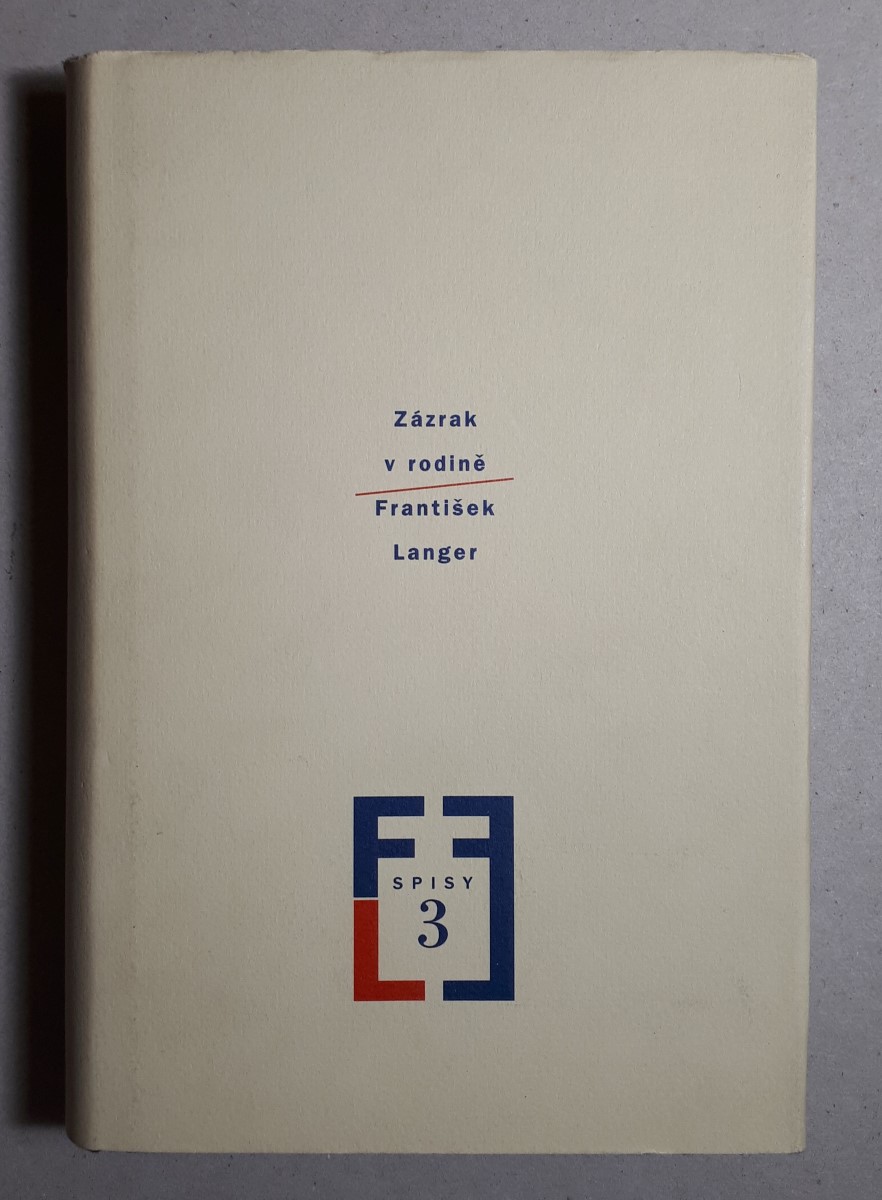 Zázrak
v rodině
František
Langer
SPISY
3